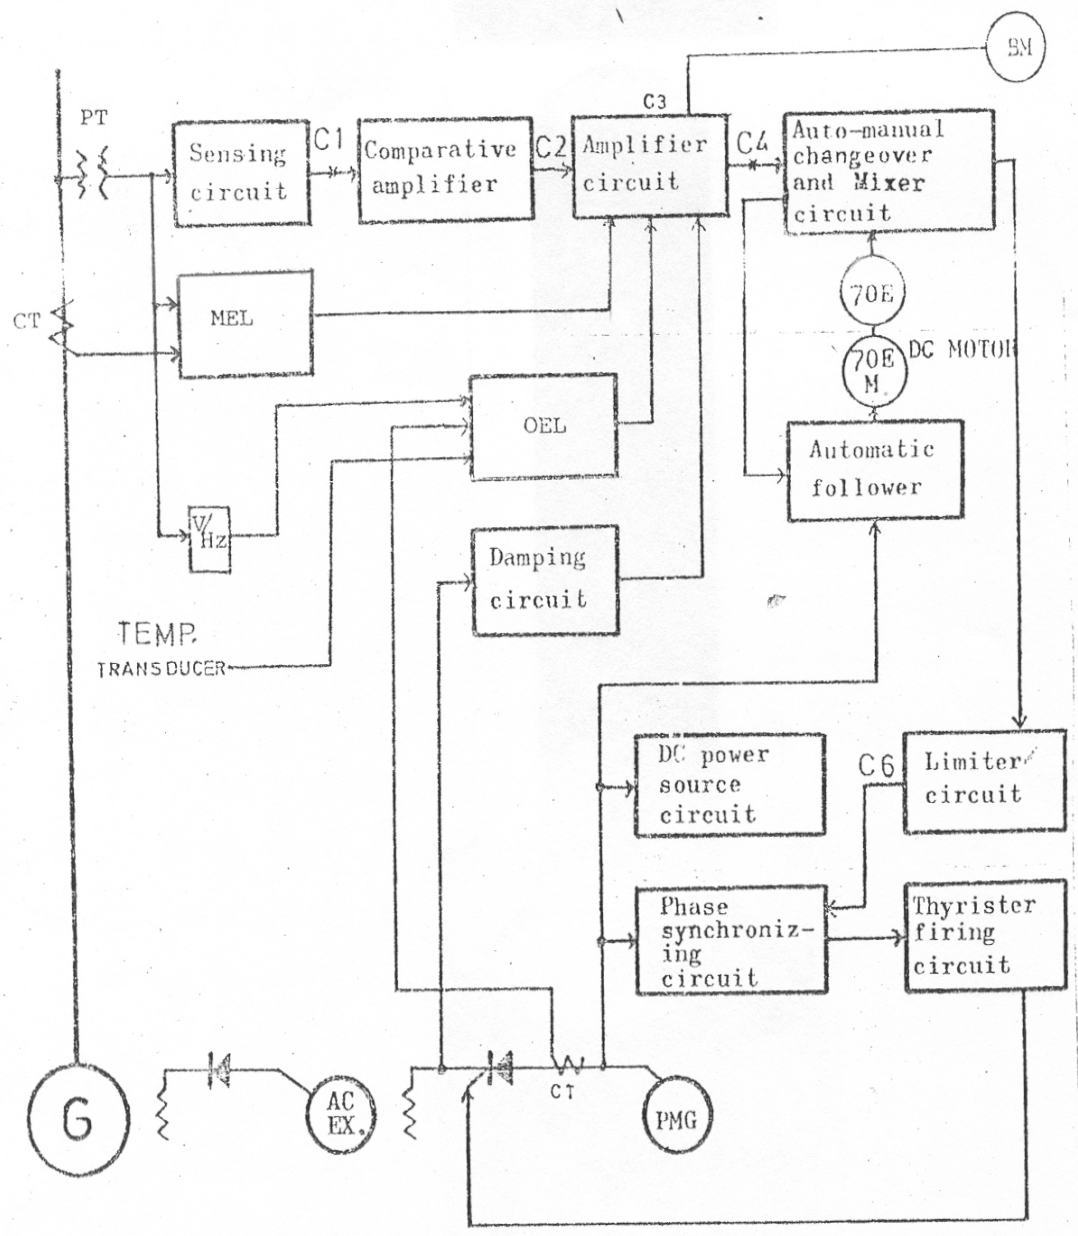 BM
C3
PT
Sensing
circuit
C1
Comparative
amplifier
C2
Amplifier
circuit
C4
Auto-manual
changeover
and Mixer
circuit
CT
MEL
70E
70E
M.
DC MOTOR
OEL
Automatic
follower
V/
Hz
Damping
circuit
TEMP.
TRANSDUCER
DC power
source
circuit
C6
Limiter
circuit
Phase
synchroniz-
ing
circuit
Thyrister
firing
circuit
CT
G
AC
EX.
PMG